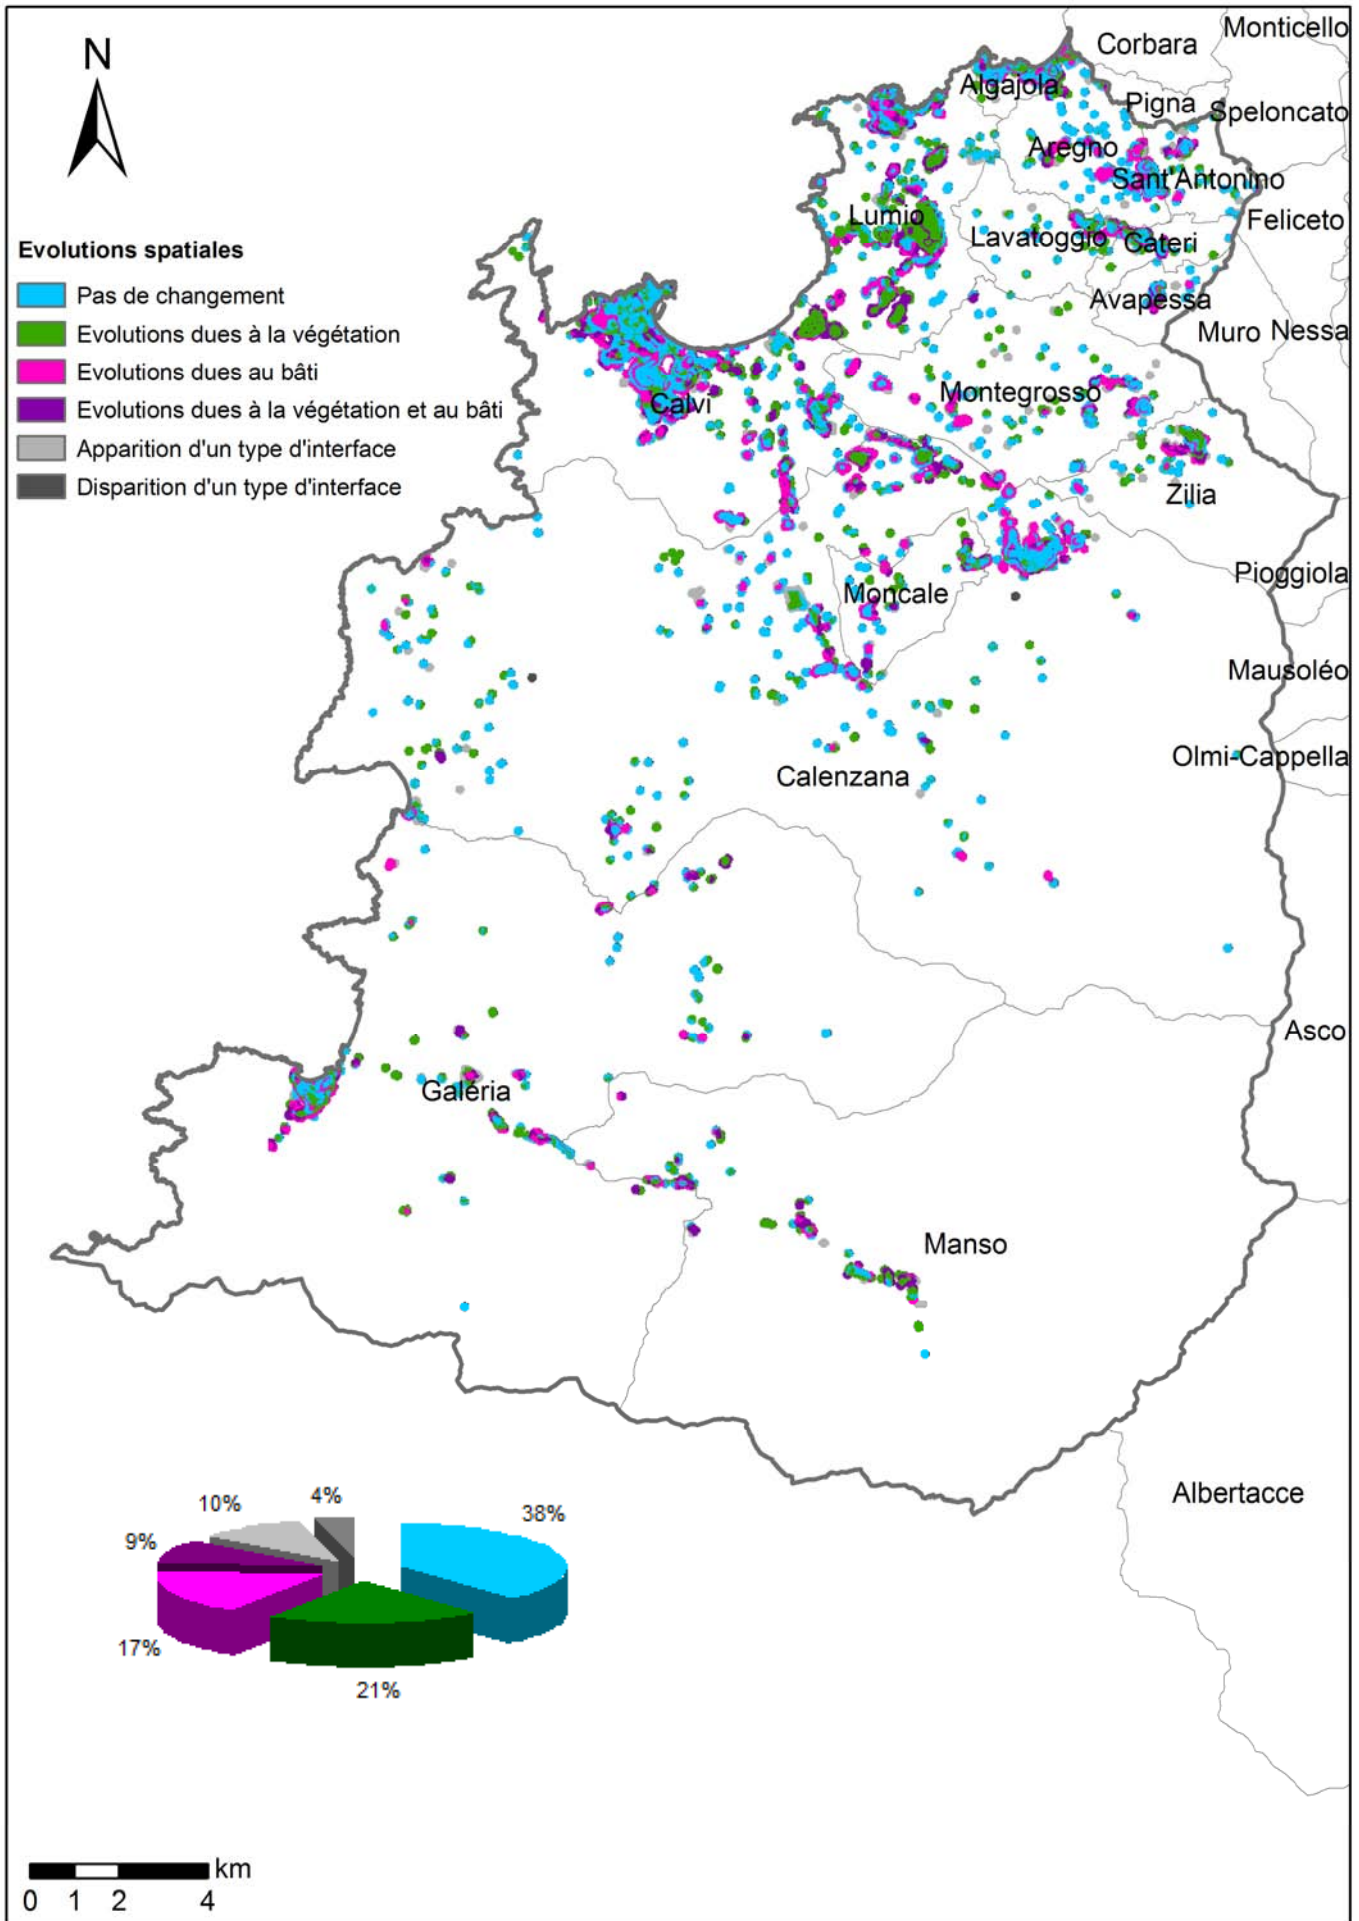 N
Monticello
Corbara
Algajola
Pigna
Speloncato
Aregno
Sant'Antonino
Lumio
Feliceto
Lavatoggio
Cateri
Evolutions spatiales
Pas de changement
Evolutions dues à la végétation
Evolutions dues au bâti
Evolutions dues à la végétation et au bâti
Apparition d'un type d'interface
Disparition d'un type d'interface
Avapessa
Muro
Nessa
Calvi
Montegrosso
Zilia
Pioggiola
Moncale
Mausoléo
Olmi-Cappella
Calenzana
Asco
Galéria
Manso
Albertacce
10%
4%
38%
9%
17%
21%
km
0 1 2 4